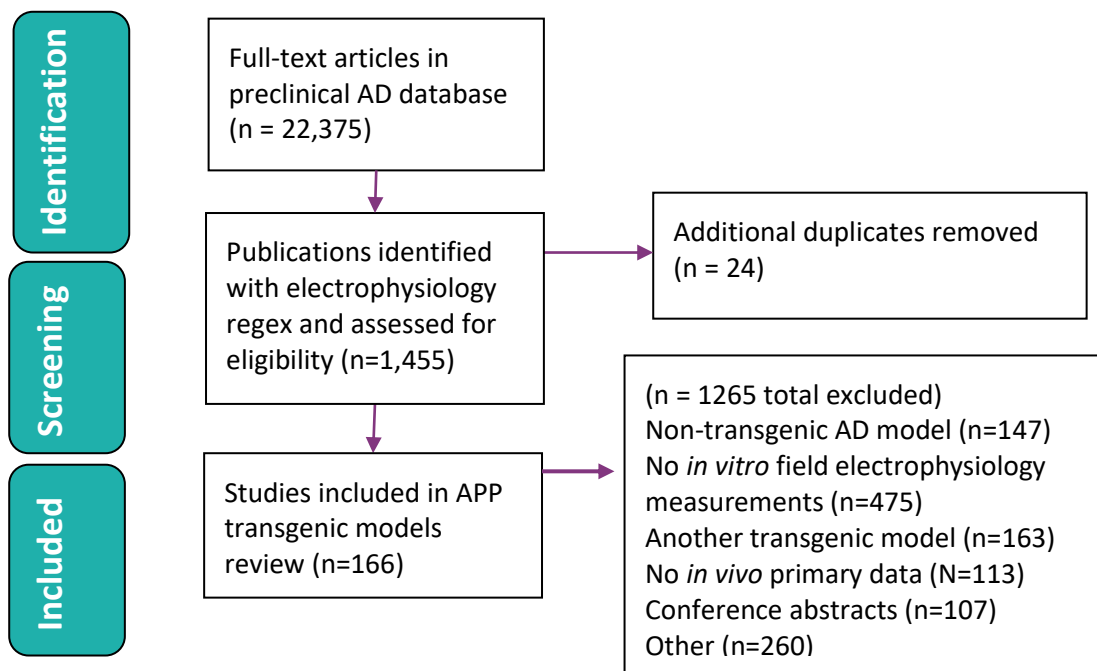 Identification
Full-text articles in
preclinical AD database
(n = 22,375)
Publications identified
with electrophysiology
regex and assessed for
eligibility (n=1,455)
Additional duplicates removed
(n = 24)
Screening
(n = 1265 total excluded)
Non-transgenic AD model (n=147)
No in vitro field electrophysiology
measurements (n=475)
Another transgenic model (n=163)
No in vivo primary data (N=113)
Conference abstracts (n=107)
Other (n=260)
Included
Studies included in APP
transgenic models
review (n=166)